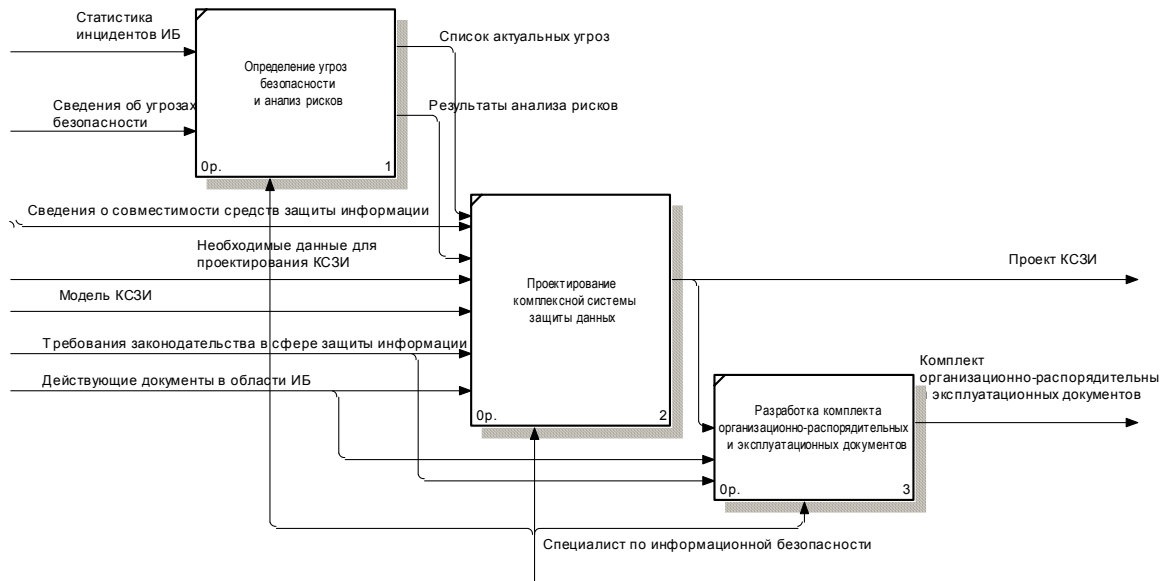 Статистика
инцидентов ИБ
Определение угроз
безопасности
и анализ рисков
0р.
1
Список актуальных угроз
Сведения об угрозах
безопасности
Результаты анализа рисков
Сведения о совместимости средств защиты информации
Необходимые данные для
проектирования КСЗИ
Модель КСЗИ
Требования законодательства в сфере защиты информации
Действующие документы в области ИБ
Проектирование
комплексной системы
защиты данных
0р.
2
Проект КСЗИ
Комплект
организационно-распорядительны
эксплуатационных документов
Разработка комплекта
организационно-распорядительных
и эксплуатационных документов
0р.
3
Специалист по информационной безопасности